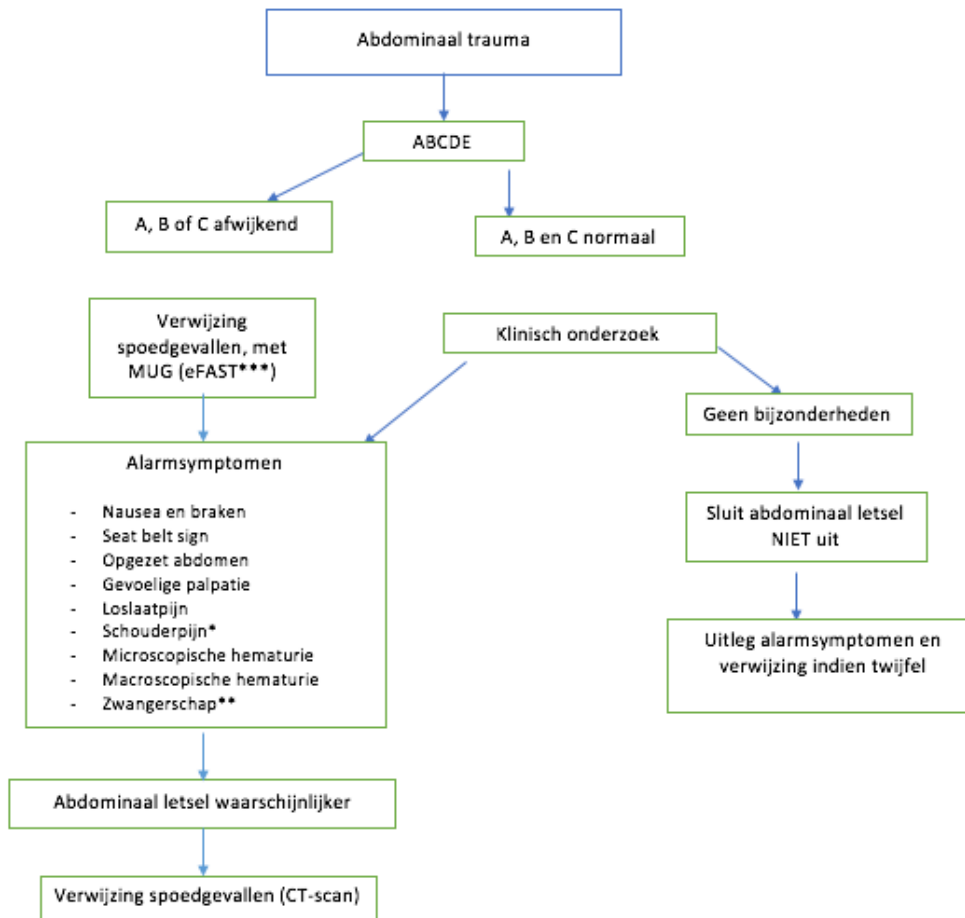 Abdominaal trauma
ABCDE
A, B of C afwijkend
A, B en C normaal
Verwijzing
spoedgevallen, met
MUG (eFAST***)
Klinisch onderzoek
Geen bijzonderheden
Alarmsymptomen
- Nausea en braken
- Seat belt sign
- Opgezet abdomen
- Gevoelige palpatie
- Loslaatpijn
- Schouderpijn*
- Microscopische hematurie
- Macroscopische hematurie
- Zwangerschap**
Sluit abdominaal letsel
NIET uit
Uitleg alarmsymptomen en
verwijzing indien twijfel
Abdominaal letsel waarschijnlijker
Verwijzing spoedgevallen (CT-scan)